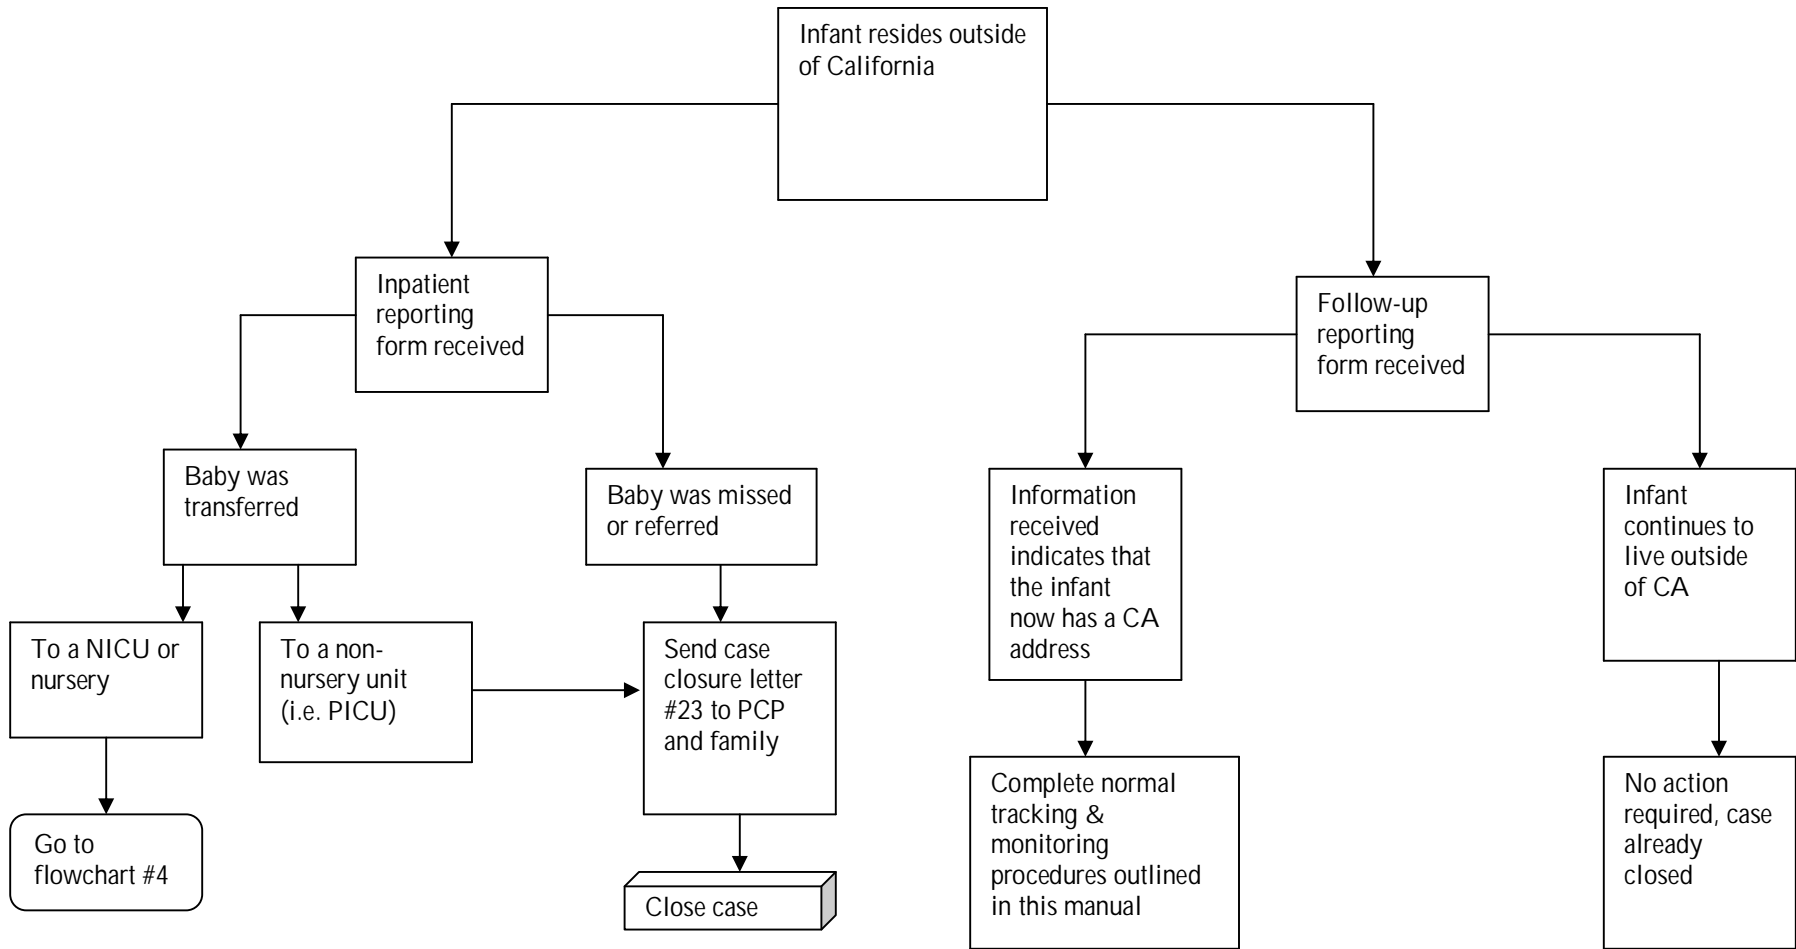 Infant resides outside
of California
Inpatient
reporting
form received
Follow-up
reporting
form received
Baby was
transferred
Baby was missed
or referred
Information
received
indicates that
the infant
now has a CA
address
Infant
continues to
live outside
of CA
To a NICU or
nursery
To a non-
nursery unit
(i.e. PICU)
Send case
closure letter
#23 to PCP
and family
Complete normal
tracking &
monitoring
procedures outlined
in this manual
No action
required, case
already
closed
Go to
flowchart #4
Close case